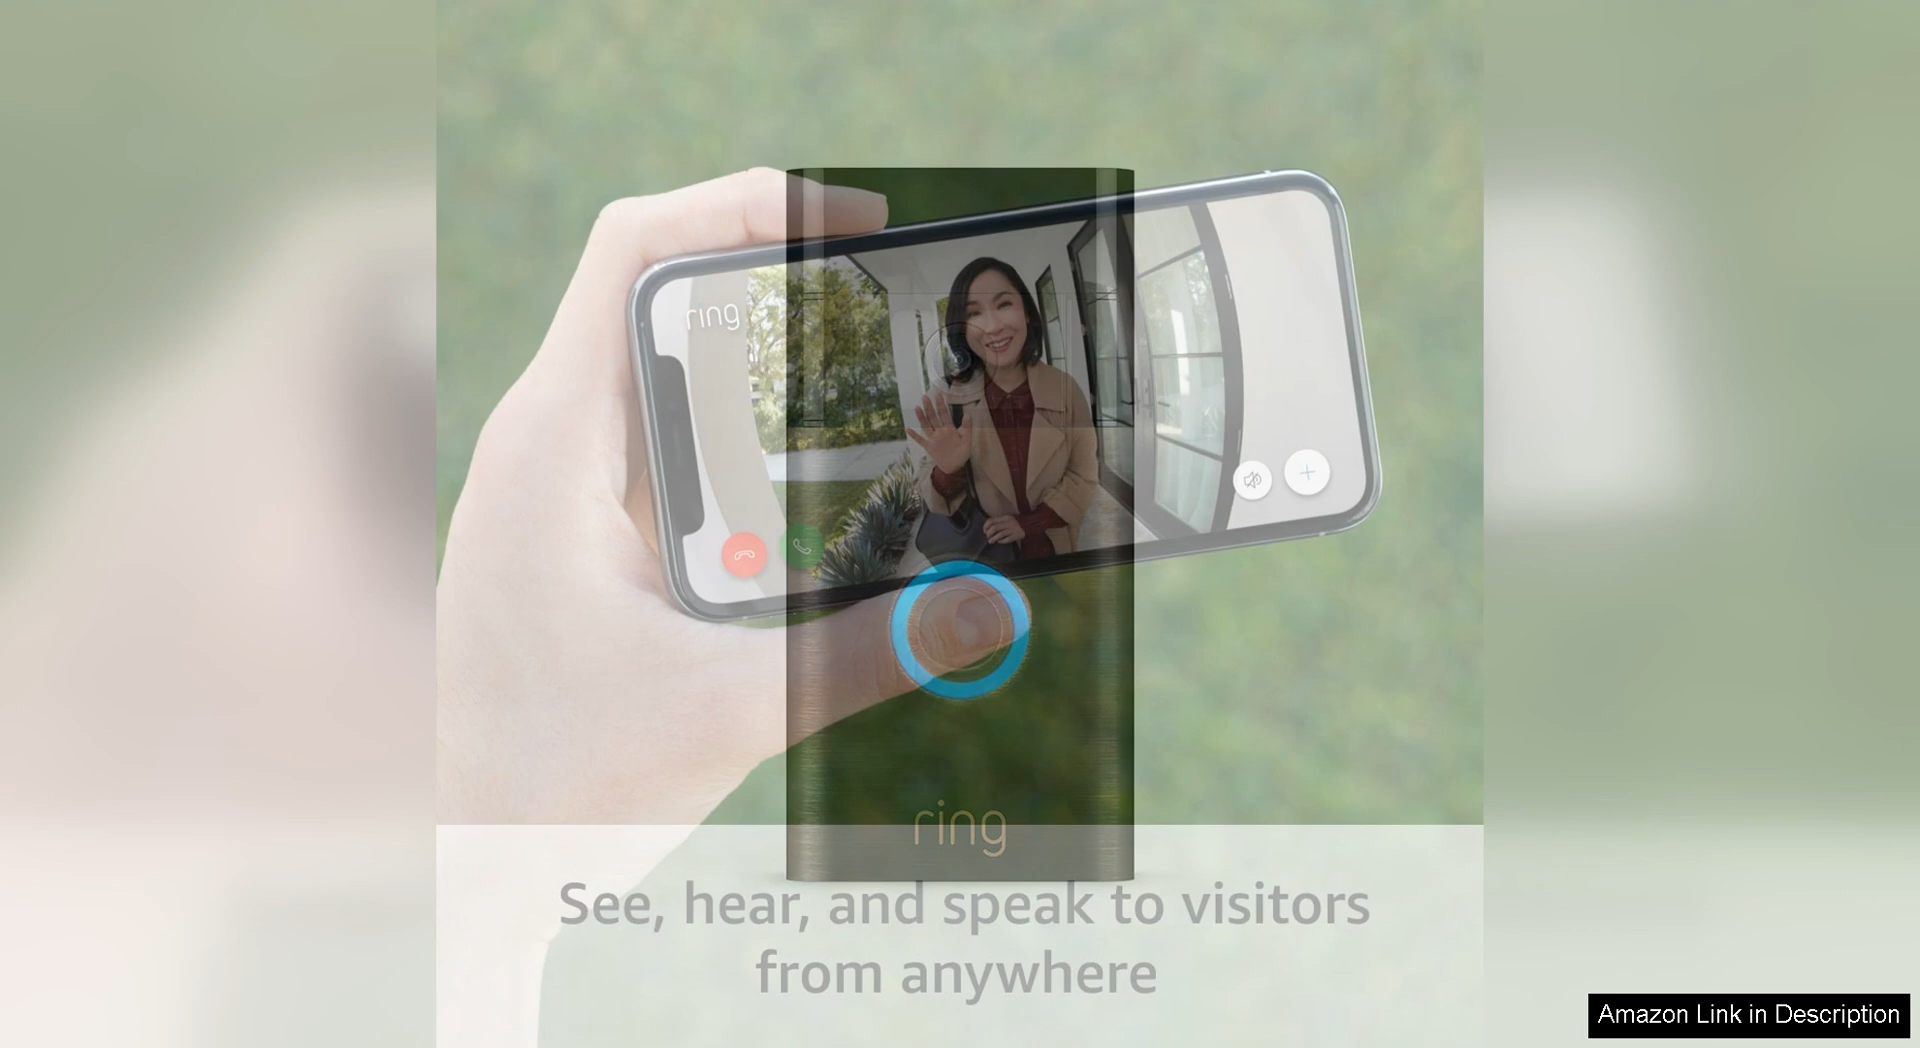 ring
ring
See, hear, and speak to visitors
from anywhere
Amazon Link in Description